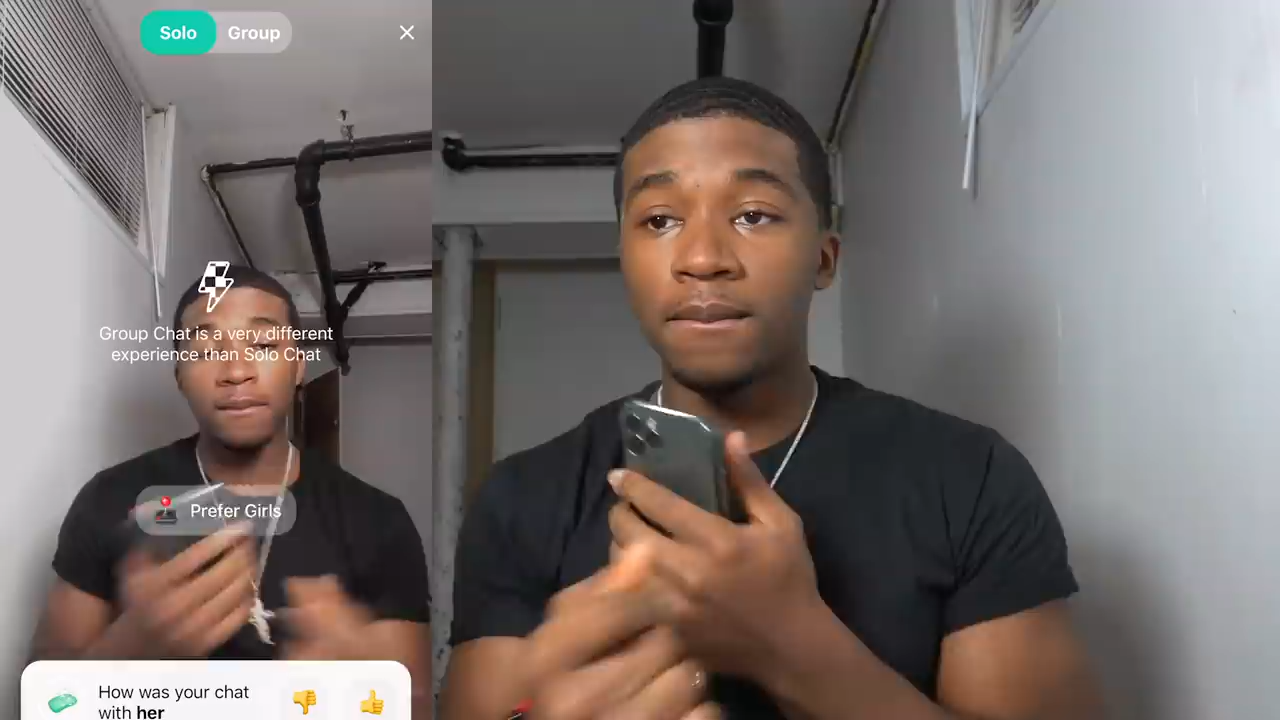 Solo
Group
Group Chat is a very different
experience than Solo Chat
Prefer Girls
How was your chat
with her